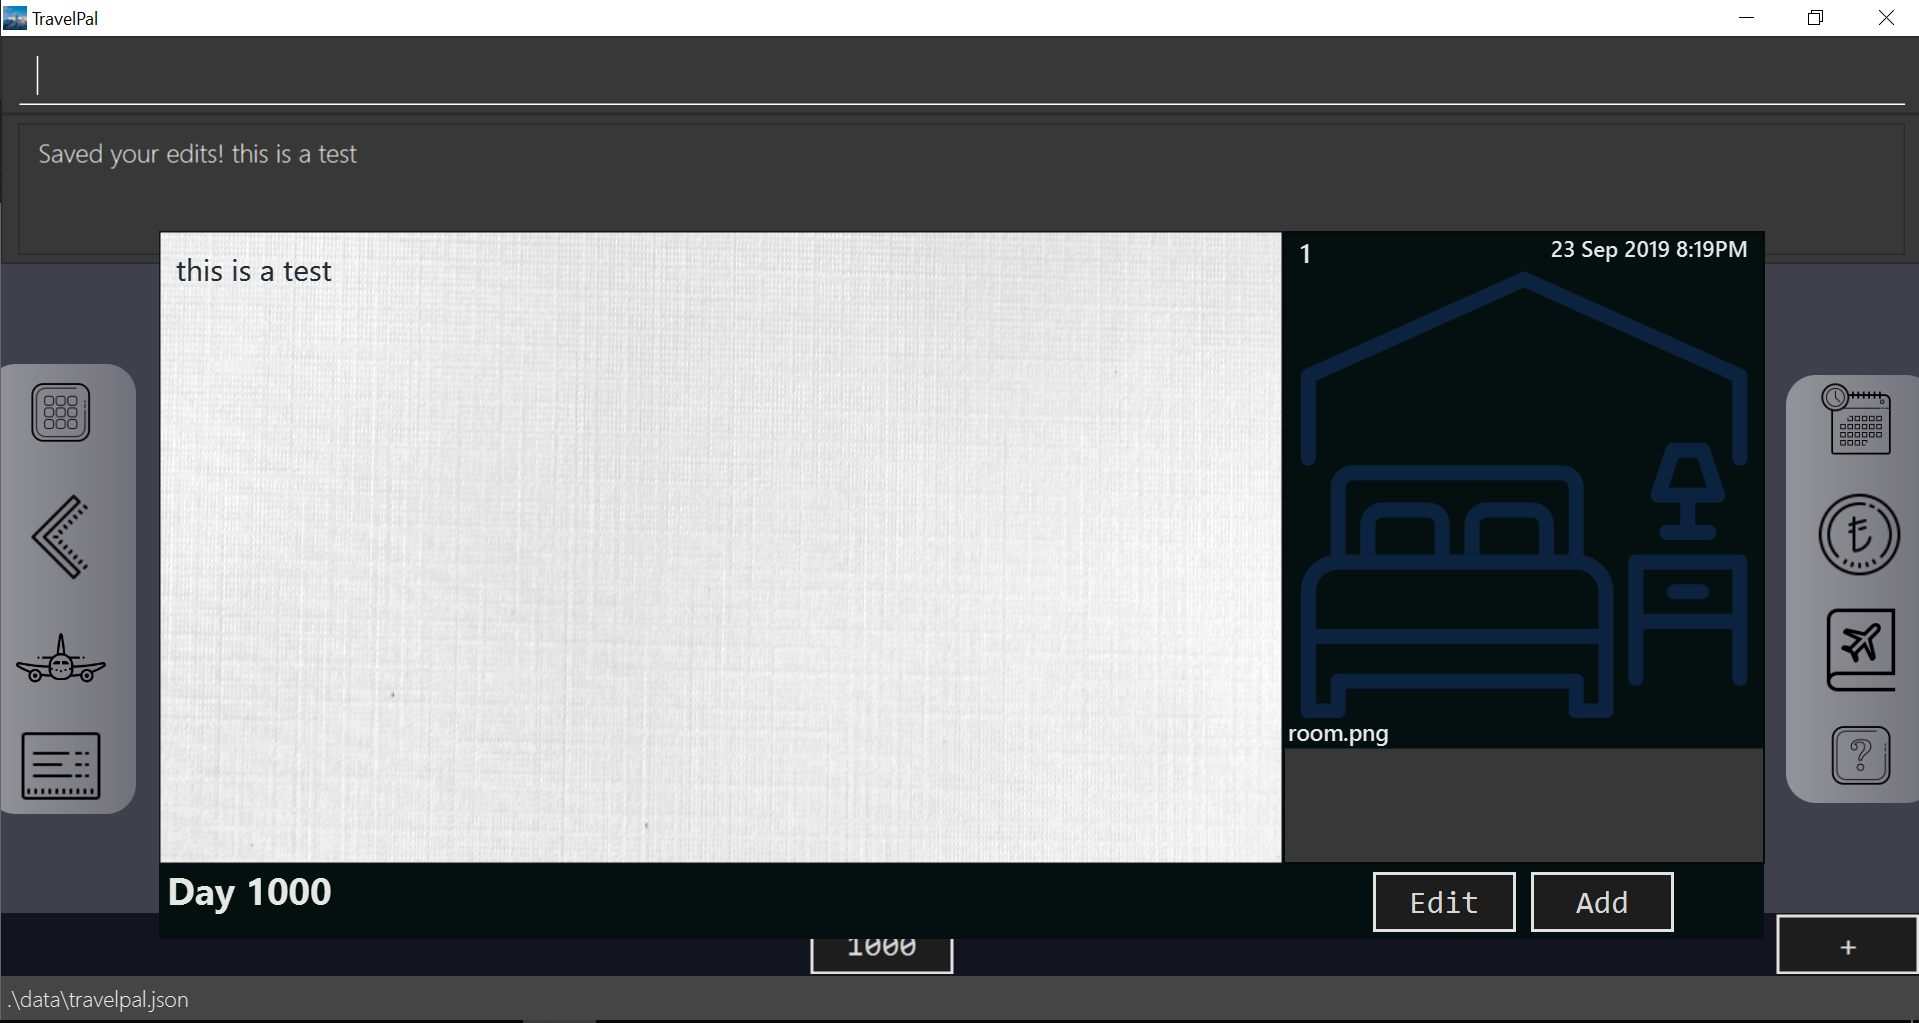 TravelPal
Saved your edits! this is a test
this is a test
1
23 Sep 2019 8:19PM
room.png
Day 1000
Edit
Add
1000
+
.\data\travelpal.json